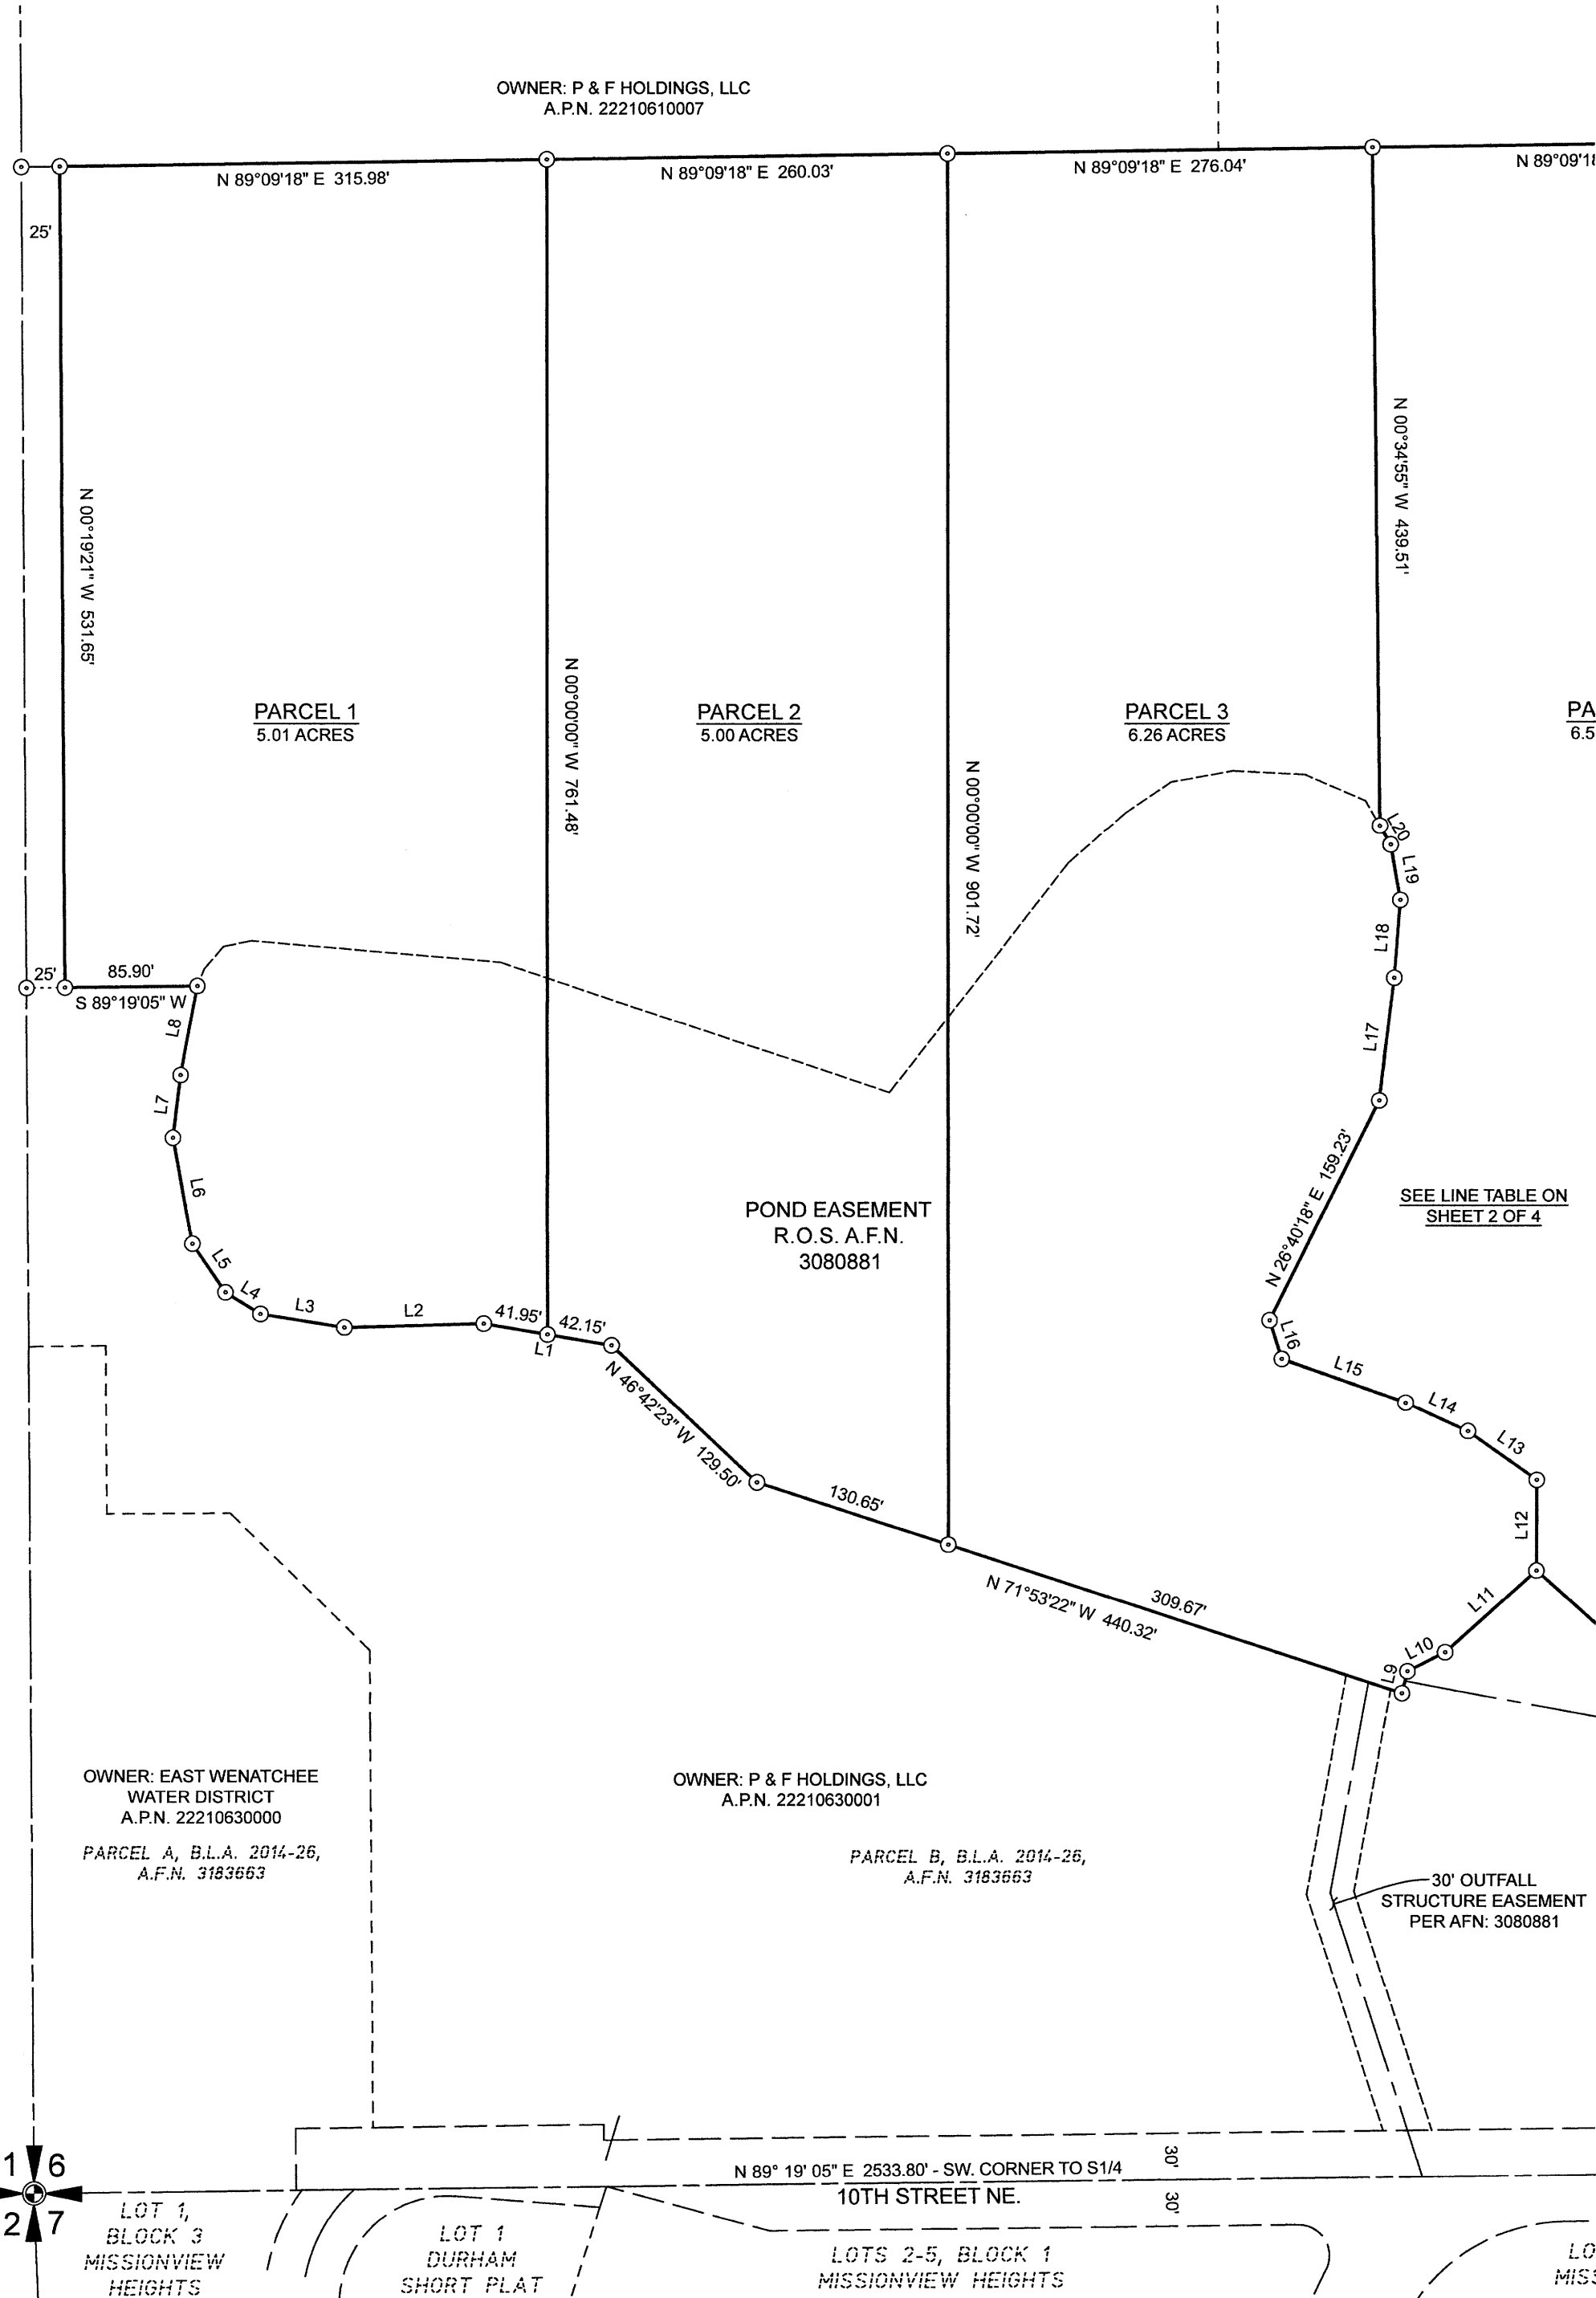 OWNER: P & F HOLDINGS, LLC
A.P.N. 22210610007
N 89°09'18" E 315.98'
N 89°09'18" E 260.03'
N 89°09'18" E 276.04'
N 89°09'18
25'
N 00°19'21" W 531.65'
N 00°00'00" W 761.48'
N 00°00'00" W 901.72'
N 00°34'55" W 439.51'
PARCEL 1
5.01 ACRES
PARCEL 2
5.00 ACRES
PARCEL 3
6.26 ACRES
PA
6.5
L20
L19
L18
L17
25'
85.90'
S 89°19'05" W
L8
L7
L6
L5
L4
L3
L2
41.95'
L1
42.15'
N 46°42'23" W 129.50'
130.65'
POND EASEMENT
R.O.S. A.F.N.
3080881
N 26°40'18" E 159.23'
SEE LINE TABLE ON
SHEET 2 OF 4
L16
L15
L14
L13
L12
L11
L10
L9
309.67'
N 71°53'22" W 440.32'
OWNER: EAST WENATCHEE
WATER DISTRICT
A.P.N. 22210630000
PARCEL A, B.L.A. 2014-26,
A.F.N. 3183663
OWNER: P & F HOLDINGS, LLC
A.P.N. 22210630001
PARCEL B, B.L.A. 2014-26,
A.F.N. 3183663
30' OUTFALL
STRUCTURE EASEMENT
PER AFN: 3080881
1 6
2 7
N 89° 19' 05" E 2533.80' - SW. CORNER TO S1/4
10TH STREET NE.
30'
30'
LOT 1,
BLOCK 3
MISSIONVIEW
HEIGHTS
LOT 1
DURHAM
SHORT PLAT
LOTS 2-5, BLOCK 1
MISSIONVIEW HEIGHTS
LO
MISS